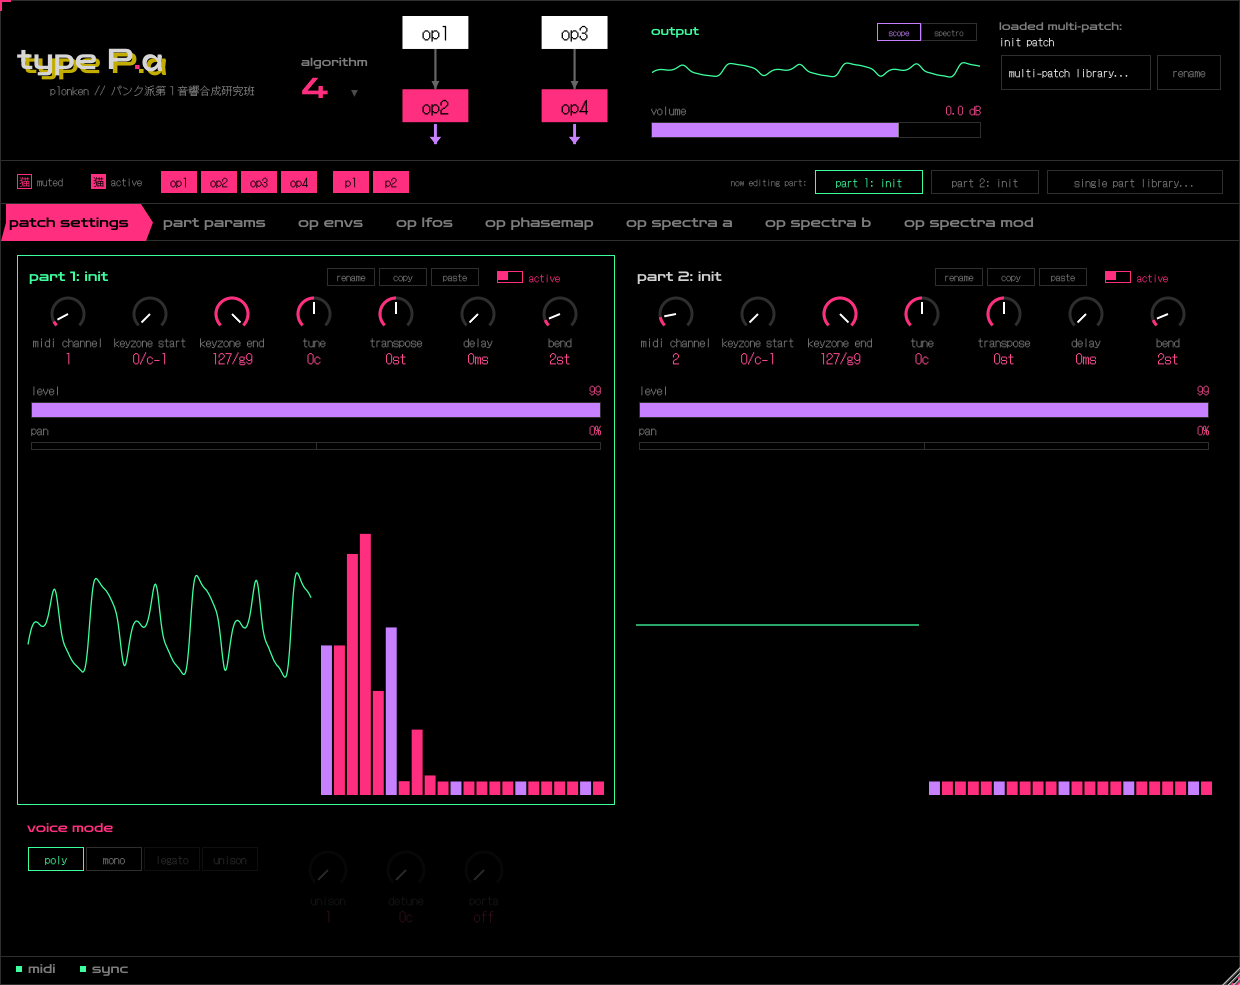 type P.a
plonken // パンク派第1音響合成研究班
algorithm
4 ▼
op1
op3
op2
op4
output
scope
spectro
volume
0.0 dB
loaded multi-patch:
init patch
multi-patch library...
rename
猫 muted
猫 active
op1 op2 op3 op4 p1 p2
now editing part:
part 1: init
part 2: init
single part library...
patch settings
part params
op envs
op lfos
op phasemap
op spectra a
op spectra b
op spectra mod
part 1: init
rename
copy
paste
active
midi channel keyzone start keyzone end tune transpose delay bend
1 0/c-1 127/g9 0c 0st 0ms 2st
level 99
pan 0%
part 2: init
rename
copy
paste
active
midi channel keyzone start keyzone end tune transpose delay bend
2 0/c-1 127/g9 0c 0st 0ms 2st
level 99
pan 0%
voice mode
poly
mono
legato
unison
unison detune porta
1 0c off
midi
sync